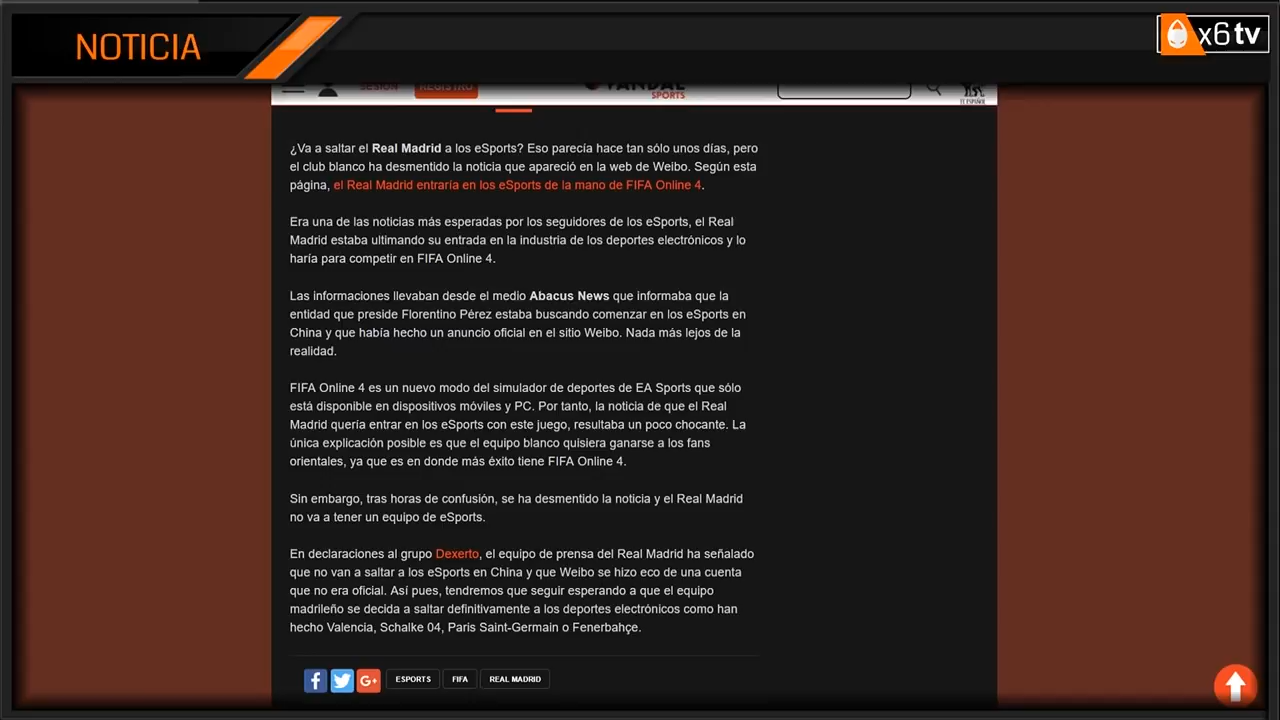 NOTICIA
x6tv
SESIÓN
REGISTRO
VANDAL
SPORTS
EL ESPAÑOL
¿Va a saltar el Real Madrid a los eSports? Eso parecía hace tan sólo unos días, pero
el club blanco ha desmentido la noticia que apareció en la web de Weibo. Según esta
página, el Real Madrid entraría en los eSports de la mano de FIFA Online 4.
Era una de las noticias más esperadas por los seguidores de los eSports, el Real
Madrid estaba ultimando su entrada en la industria de los deportes electrónicos y lo
haría para competir en FIFA Online 4.
Las informaciones llevaban desde el medio Abacus News que informaba que la
entidad que preside Florentino Pérez estaba buscando comenzar en los eSports en
China y que había hecho un anuncio oficial en el sitio Weibo. Nada más lejos de la
realidad.
FIFA Online 4 es un nuevo modo del simulador de deportes de EA Sports que sólo
está disponible en dispositivos móviles y PC. Por tanto, la noticia de que el Real
Madrid quería entrar en los eSports con este juego, resultaba un poco chocante. La
única explicación posible es que el equipo blanco quisiera ganarse a los fans
orientales, ya que es en donde más éxito tiene FIFA Online 4.
Sin embargo, tras horas de confusión, se ha desmentido la noticia y el Real Madrid
no va a tener un equipo de eSports.
En declaraciones al grupo Dexerto, el equipo de prensa del Real Madrid ha señalado
que no van a saltar a los eSports en China y que Weibo se hizo eco de una cuenta
que no era oficial. Así pues, tendremos que seguir esperando a que el equipo
madrileño se decida a saltar definitivamente a los deportes electrónicos como han
hecho Valencia, Schalke 04, Paris Saint-Germain o Fenerbahçe.
f G+ ESPORTS FIFA REAL MADRID